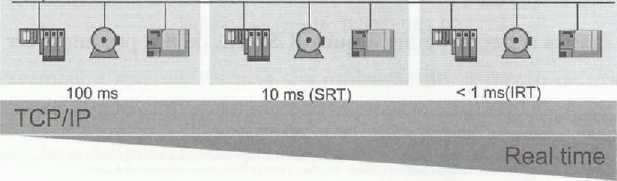 100 ms
10 ms (SRT)
< 1 ms(IRT)
TCP/IP
Real time